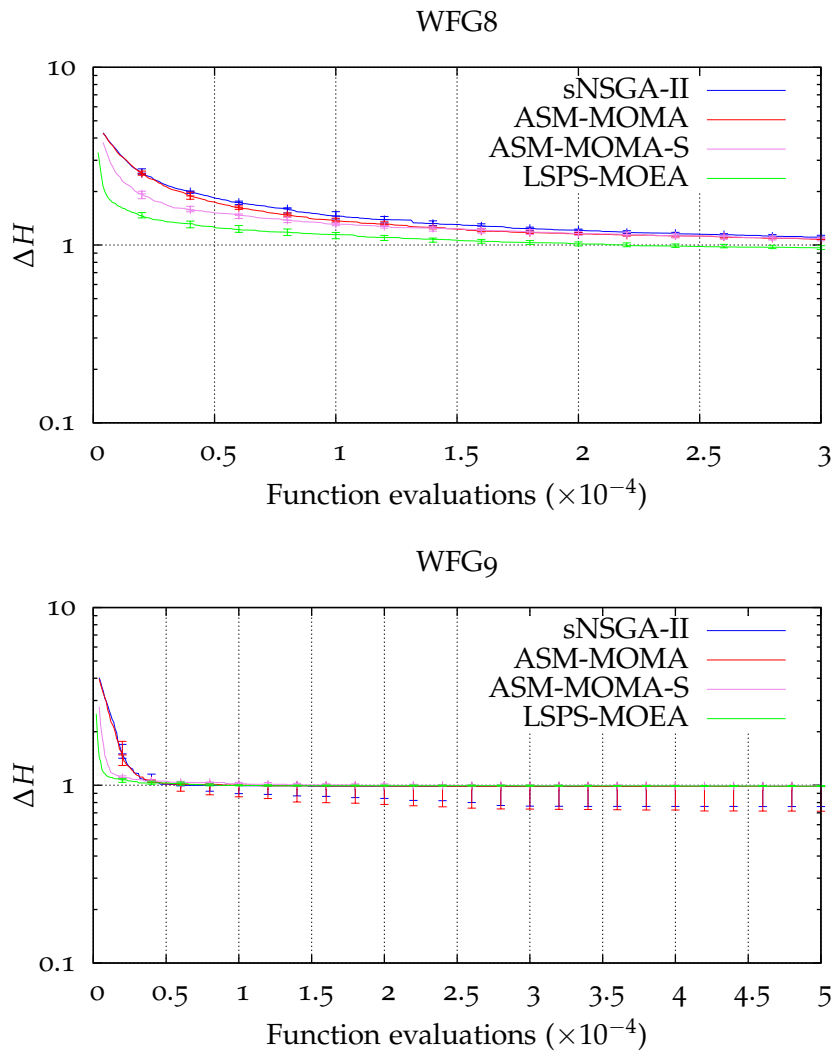 WFG8
10
1
0.1
ΔH
sNSGA-II
ASM-MOMA
ASM-MOMA-S
LSPS-MOEA
0 0.5 1 1.5 2 2.5 3
Function evaluations (×10⁻⁴)
WFG9
10
1
0.1
ΔH
sNSGA-II
ASM-MOMA
ASM-MOMA-S
LSPS-MOEA
0 0.5 1 1.5 2 2.5 3 3.5 4 4.5 5
Function evaluations (×10⁻⁴)